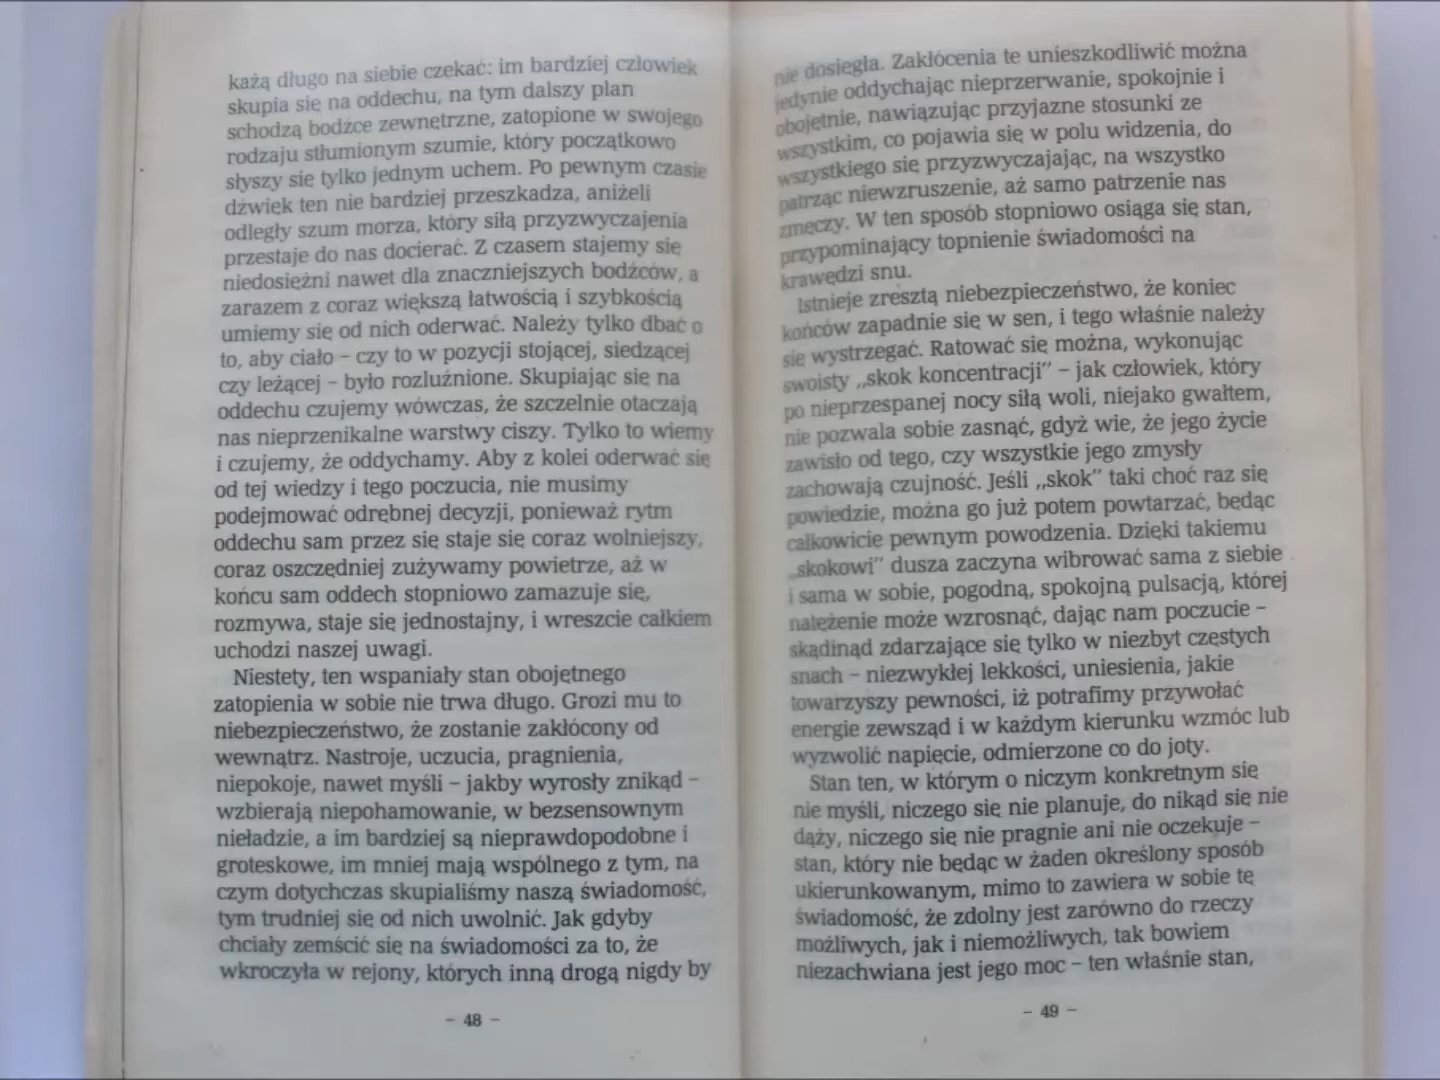 każą długo na siebie czekać: im bardziej człowiek
skupia się na oddechu, na tym dalszy plan
schodzą bodźce zewnętrzne, zatopione w swojego
rodzaju stłumionym szumie, który początkowo
słyszy się tylko jednym uchem. Po pewnym czasie
dźwięk ten nie bardziej przeszkadza, aniżeli
odległy szum morza, który siłą przyzwyczajenia
przestaje do nas docierać. Z czasem stajemy się
niedosiężni nawet dla znaczniejszych bodźców, a
zarazem z coraz większą łatwością i szybkością
umiemy się od nich oderwać. Należy tylko dbać o
to, aby ciało – czy to w pozycji stojącej, siedzącej
czy leżącej – było rozluźnione. Skupiając się na
oddechu czujemy wówczas, że szczelnie otaczają
nas nieprzenikalne warstwy ciszy. Tylko to wiemy
i czujemy, że oddychamy. Aby z kolei oderwać się
od tej wiedzy i tego poczucia, nie musimy
podejmować odrębnej decyzji, ponieważ rytm
oddechu sam przez się staje się coraz wolniejszy,
coraz oszczędniej zużywamy powietrze, aż w
końcu sam oddech stopniowo zamazuje się,
rozmywa, staje się jednostajny, i wreszcie całkiem
uchodzi naszej uwagi.
Niestety, ten wspaniały stan obojętnego
zatopienia w sobie nie trwa długo. Grozi mu to
niebezpieczeństwo, że zostanie zakłócony od
wewnątrz. Nastroje, uczucia, pragnienia,
niepokoje, nawet myśli – jakby wyrosły znikąd –
wzbierają niepohamowanie, w bezsensownym
nieładzie, a im bardziej są nieprawdopodobne i
groteskowe, im mniej mają wspólnego z tym, na
czym dotychczas skupialiśmy naszą świadomość,
tym trudniej się od nich uwolnić. Jak gdyby
chciały zemścić się na świadomości za to, że
wkroczyła w rejony, których inną drogą nigdy by
– 48 –
nie dosięgła. Zakłócenia te unieszkodliwić można
jedynie oddychając nieprzerwanie, spokojnie i
obojętnie, nawiązując przyjazne stosunki ze
wszystkim, co pojawia się w polu widzenia, do
wszystkiego się przyzwyczajając, na wszystko
patrząc niewzruszenie, aż samo patrzenie nas
zmęczy. W ten sposób stopniowo osiąga się stan,
przypominający topnienie świadomości na
krawędzi snu.
Istnieje zresztą niebezpieczeństwo, że koniec
końców zapadnie się w sen, i tego właśnie należy
się wystrzegać. Ratować się można, wykonując
swoisty „skok koncentracji" – jak człowiek, który
po nieprzespanej nocy siłą woli, niejako gwałtem,
nie pozwala sobie zasnąć, gdyż wie, że jego życie
zawisło od tego, czy wszystkie jego zmysły
zachowają czujność. Jeśli „skok" taki choć raz się
powiedzie, można go już potem powtarzać, będąc
całkowicie pewnym powodzenia. Dzięki takiemu
„skokowi" dusza zaczyna wibrować sama z siebie
i sama w sobie, pogodną, spokojną pulsacją, której
natężenie może wzrosnąć, dając nam poczucie –
skądinąd zdarzające się tylko w niezbyt częstych
snach – niezwykłej lekkości, uniesienia, jakie
towarzyszy pewności, iż potrafimy przywołać
energie zewsząd i w każdym kierunku wzmóc lub
wyzwolić napięcie, odmierzone co do joty.
Stan ten, w którym o niczym konkretnym się
nie myśli, niczego się nie planuje, do nikąd się nie
dąży, niczego się nie pragnie ani nie oczekuje –
stan, który nie będąc w żaden określony sposób
ukierunkowanym, mimo to zawiera w sobie tę
świadomość, że zdolny jest zarówno do rzeczy
możliwych, jak i niemożliwych, tak bowiem
niezachwiana jest jego moc – ten właśnie stan,
– 49 –